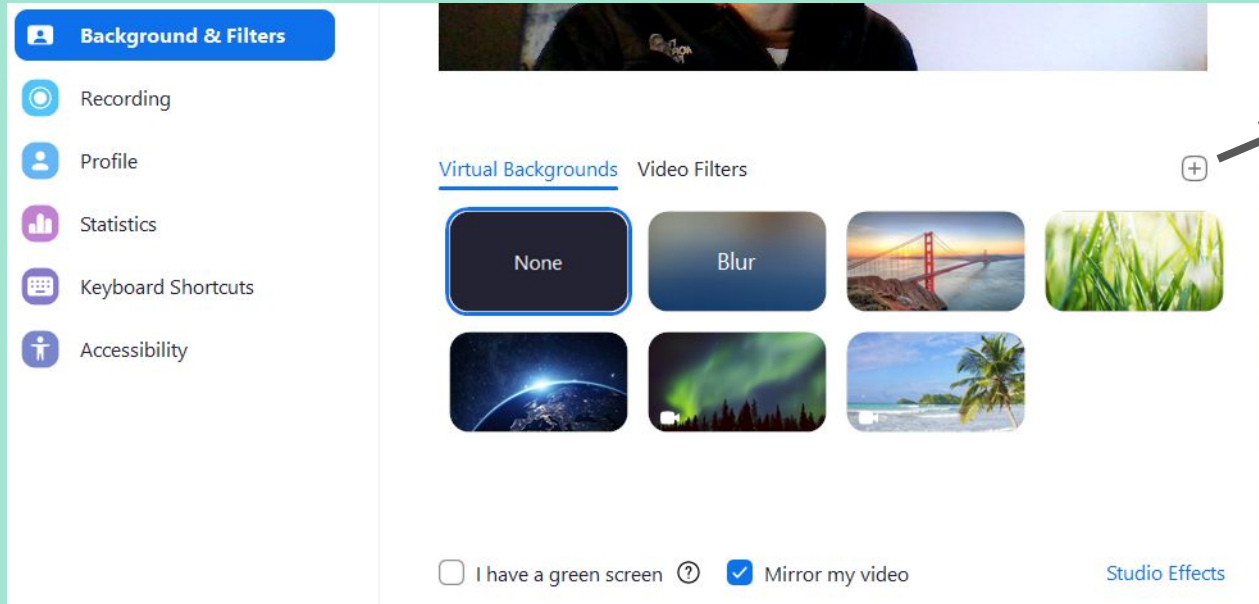 Background & Filters
Recording
Profile
Statistics
Keyboard Shortcuts
Accessibility
Virtual Backgrounds Video Filters
None
Blur
I have a green screen
Mirror my video
Studio Effects